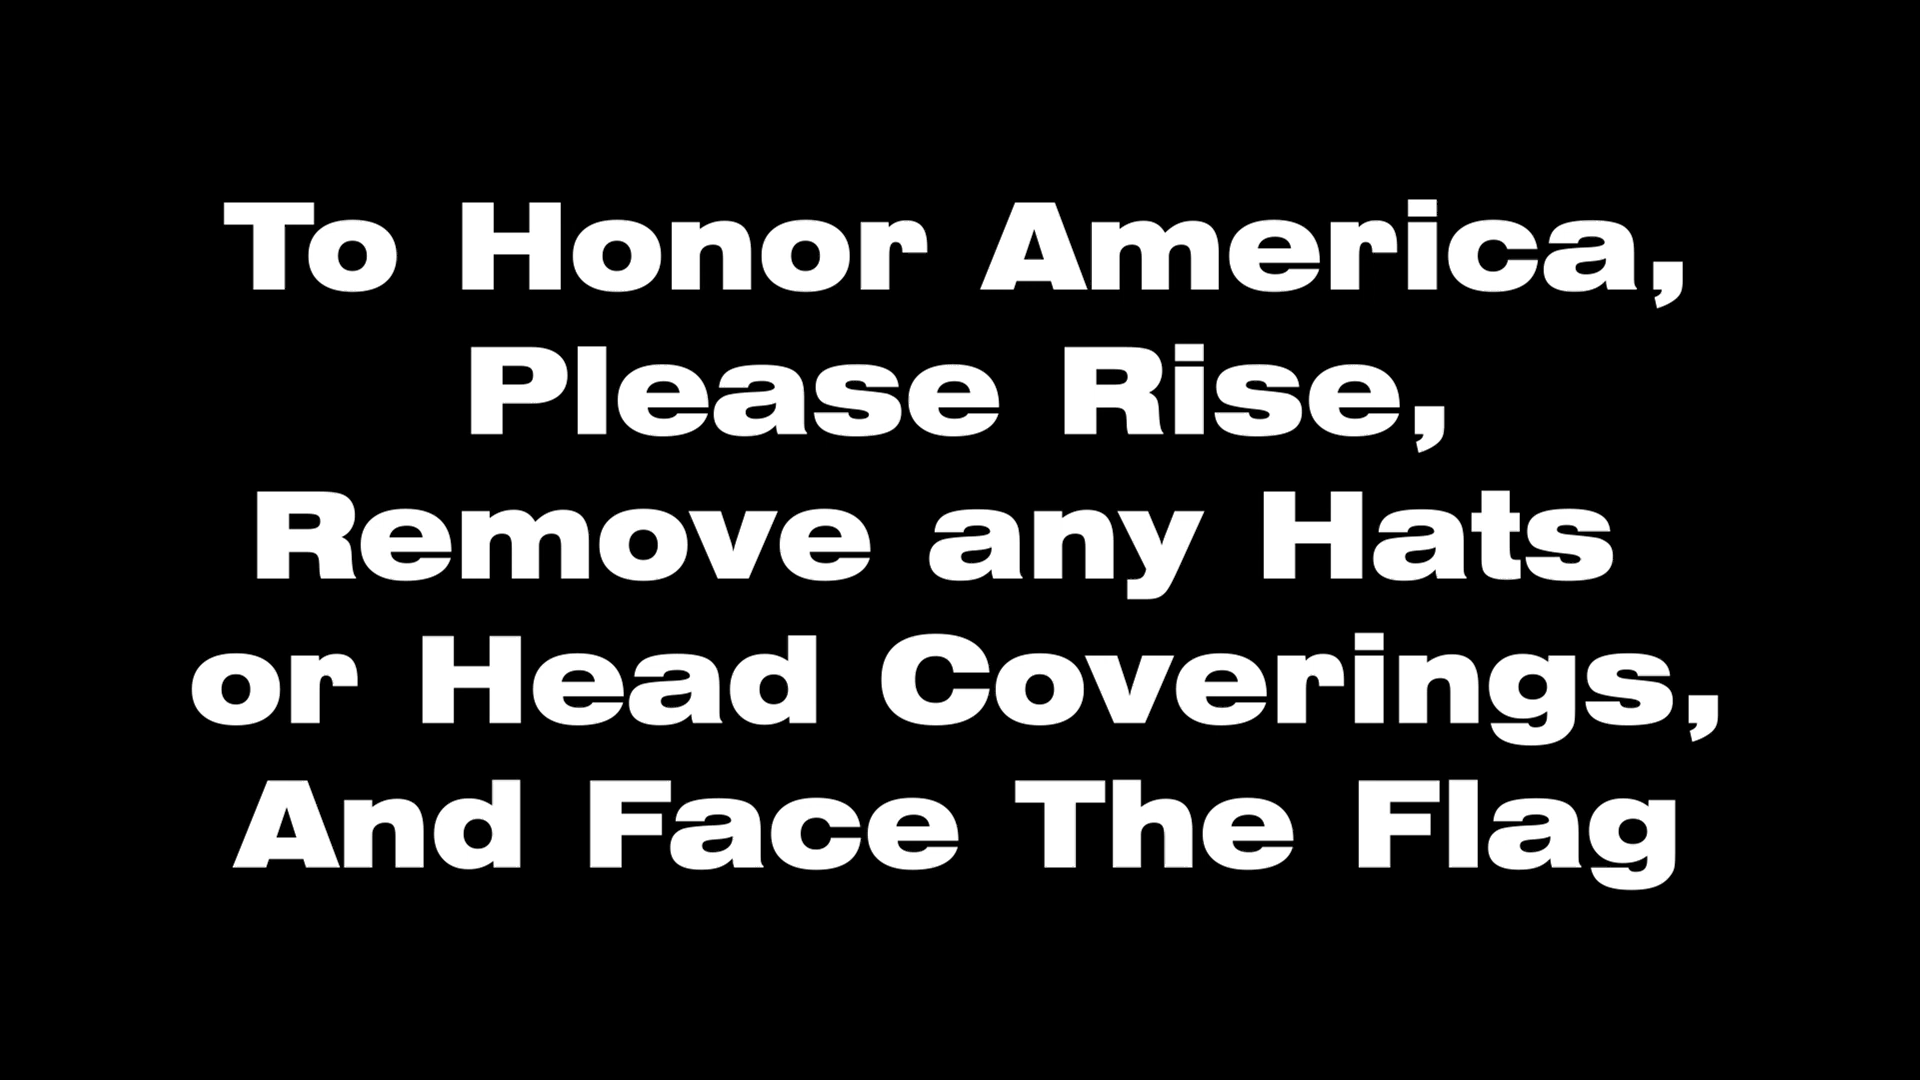 To Honor America,
Please Rise,
Remove any Hats
or Head Coverings,
And Face The Flag